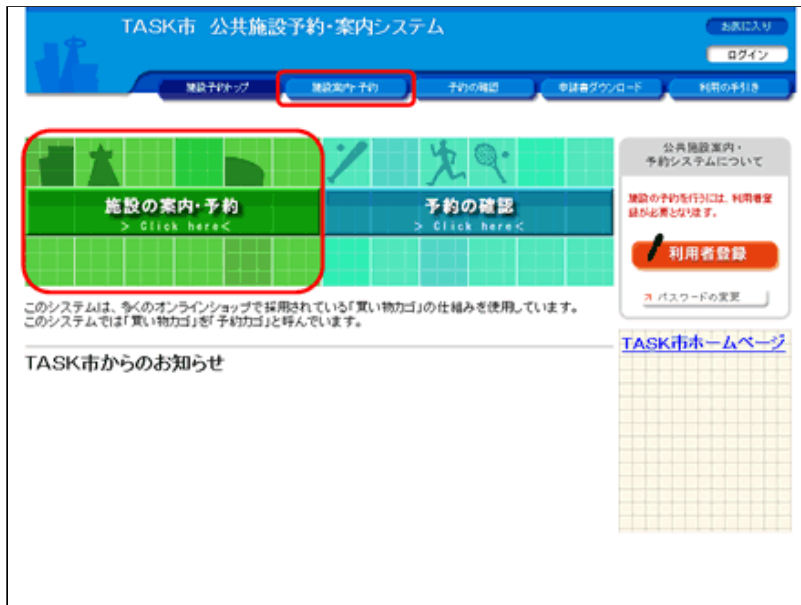 TASK市 公共施設予約・案内システム
お気に入り
ログイン
施設予約トップ
施設案内・予約
予約の確認
申請書ダウンロード
利用の手引き
施設の案内・予約
> Click here<
予約の確認
> Click here<
公共施設案内・
予約システムについて
施設の予約を行うには、利用者登
録が必要となります。
利用者登録
パスワードの変更
このシステムは、多くのオンラインショップで採用されている「買い物カゴ」の仕組みを使用しています。
このシステムでは「買い物カゴ」を「予約カゴ」と呼んでいます。
TASK市ホームページ
TASK市からのお知らせ